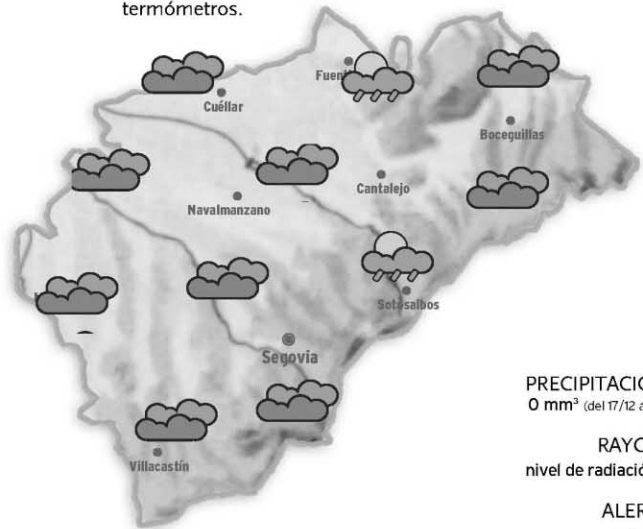 termómetros.
Cuéllar
Boceguillas
Cantalejo
Navalmanzano
Sotosalbos
Segovia
Villacastín
PRECIPITACIO
0 mm³ (del 17/12 a
RAYO
nivel de radiació
ALER